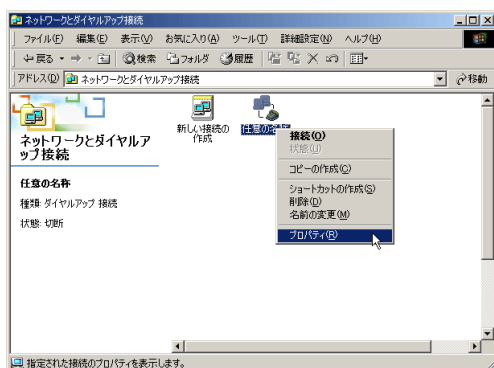 ネットワークとダイヤルアップ接続
ファイル(F) 編集(E) 表示(V) お気に入り(A) ツール(T) 詳細設定(N) ヘルプ(H)
戻る 検索 フォルダ 履歴
アドレス(D) ネットワークとダイヤルアップ接続 移動
ネットワークとダイヤルアップ接続
任意の名称
種類: ダイヤルアップ 接続
状態: 切断
新しい接続の作成
任意の名称
接続(O)
状態(U)
コピーの作成(C)
ショートカットの作成(S)
削除(D)
名前の変更(M)
プロパティ(R)
指定された接続のプロパティを表示します。